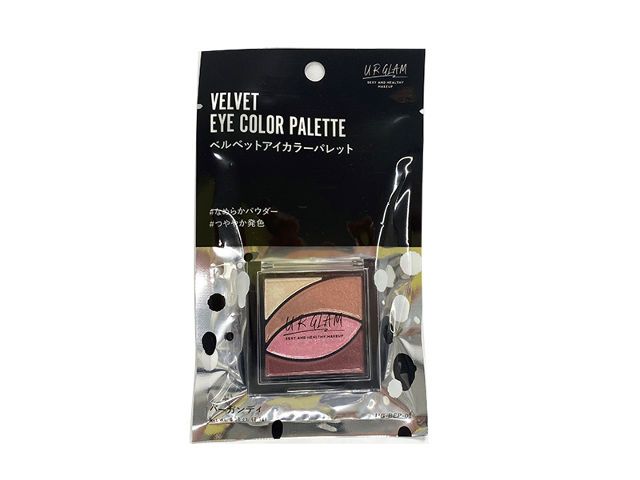 URGLAM
SEXY AND HEALTHY
MAKEUP
VELVET
EYE COLOR PALETTE
ベルベットアイカラーパレット
#なめらかパウダー
#つややか発色
URGLAM
SEXY AND HEALTHY MAKEUP
バーガンディ